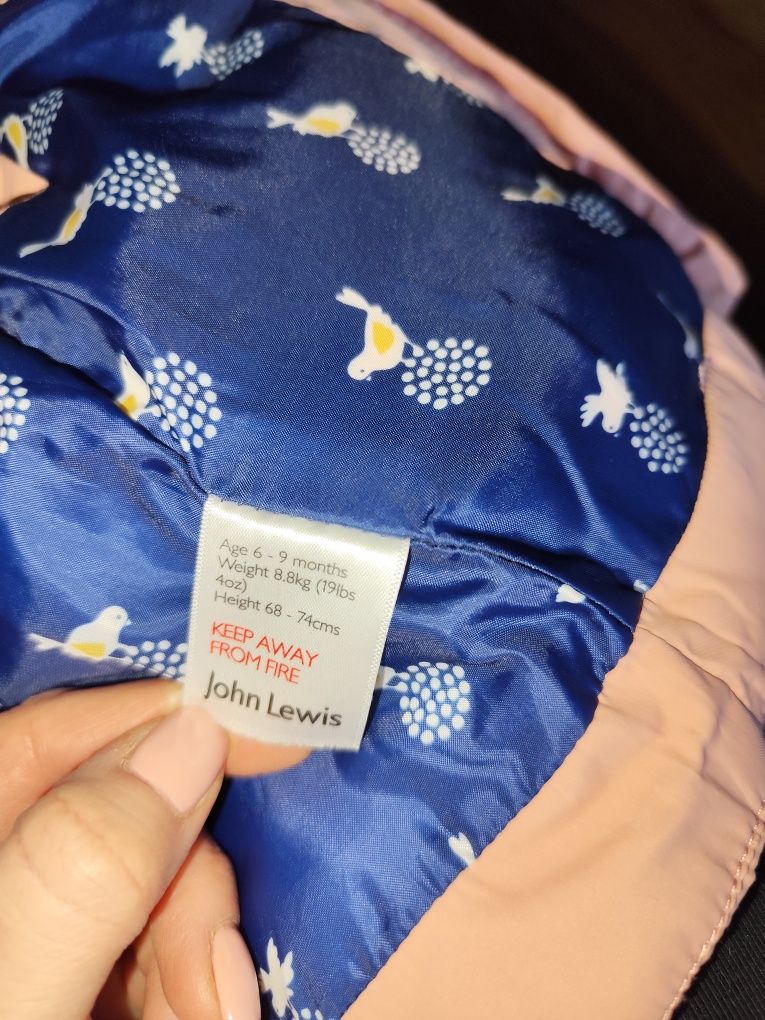 Age 6 - 9 months
Weight 8.8kg (19lbs
4oz)
Height 68 - 74cms
KEEP AWAY
FROM FIRE
John Lewis